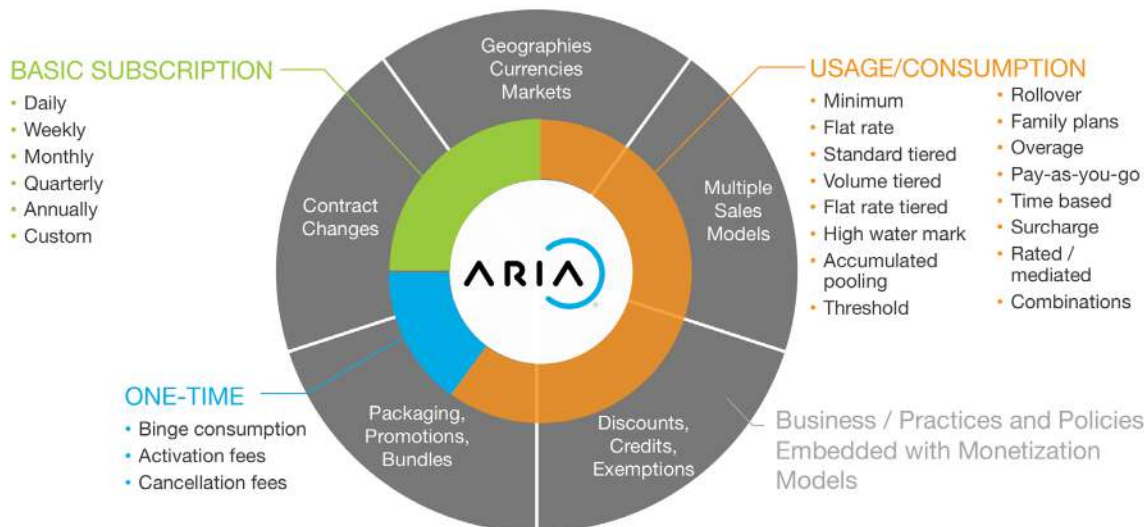 Geographies
Currencies
Markets
BASIC SUBSCRIPTION
• Daily
• Weekly
• Monthly
• Quarterly
• Annually
• Custom
USAGE/CONSUMPTION
• Minimum
• Flat rate
• Standard tiered
• Volume tiered
• Flat rate tiered
• High water mark
• Accumulated
pooling
• Threshold
• Rollover
• Family plans
• Overage
• Pay-as-you-go
• Time based
• Surcharge
• Rated /
mediated
• Combinations
Contract
Changes
Multiple
Sales
Models
ARIA
ONE-TIME
• Binge consumption
• Activation fees
• Cancellation fees
Packaging,
Promotions,
Bundles
Discounts,
Credits,
Exemptions
Business / Practices and Policies
Embedded with Monetization
Models